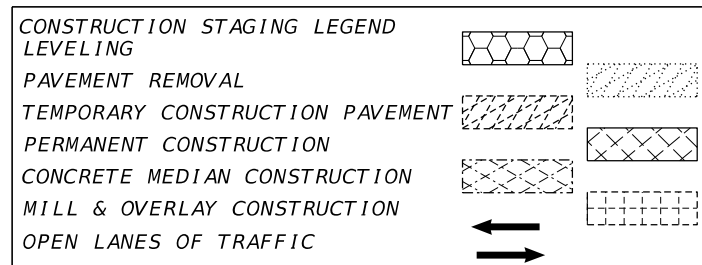 CONSTRUCTION STAGING LEGEND
LEVELING
PAVEMENT REMOVAL
TEMPORARY CONSTRUCTION PAVEMENT
PERMANENT CONSTRUCTION
CONCRETE MEDIAN CONSTRUCTION
MILL & OVERLAY CONSTRUCTION
OPEN LANES OF TRAFFIC